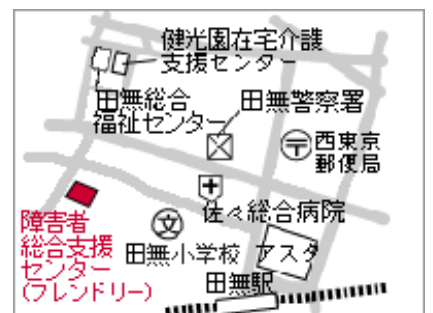 健光園在宅介護
支援センター
田無総合
福祉センター
田無警察署
〒西東京
郵便局
佐々総合病院
文
田無小学校
アスタ
障害者
総合支援
センター
(フレンドリー)
田無駅